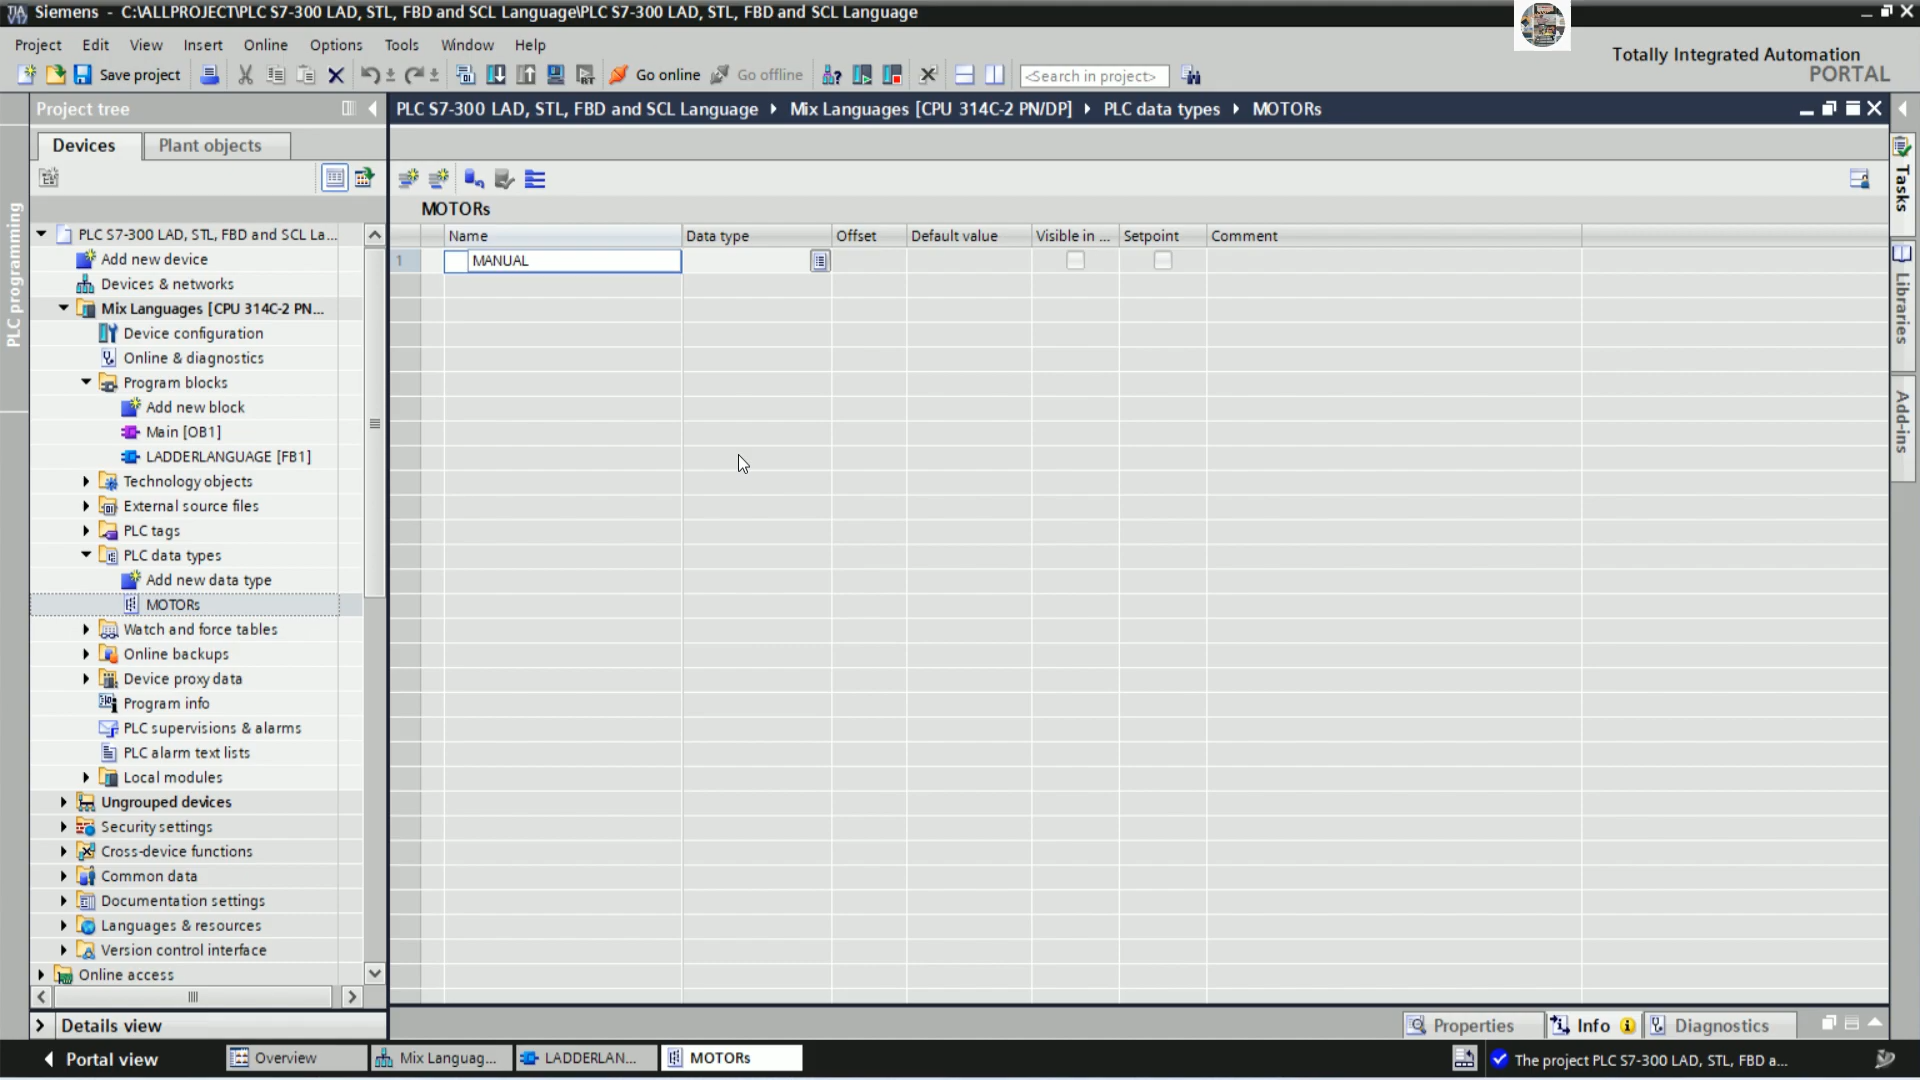 Siemens - C:\ALLPROJECT\PLC S7-300 LAD, STL, FBD and SCL Language\PLC S7-300 LAD, STL, FBD and SCL Language
Project Edit View Insert Online Options Tools Window Help
Totally Integrated Automation
PORTAL
Save project Go online Go offline <Search in project>
Project tree
PLC S7-300 LAD, STL, FBD and SCL Language Mix Languages [CPU 314C-2 PN/DP] PLC data types MOTORs
Devices Plant objects
PLC programming
MOTORs
Name Data type Offset Default value Visible in ... Setpoint Comment
1 MANUAL
PLC S7-300 LAD, STL, FBD and SCL La...
Add new device
Devices & networks
Mix Languages [CPU 314C-2 PN...
Device configuration
Online & diagnostics
Program blocks
Add new block
Main [OB1]
LADDERLANGUAGE [FB1]
Technology objects
External source files
PLC tags
PLC data types
Add new data type
MOTORs
Watch and force tables
Online backups
Device proxy data
Program info
PLC supervisions & alarms
PLC alarm text lists
Local modules
Ungrouped devices
Security settings
Cross-device functions
Common data
Documentation settings
Languages & resources
Version control interface
Online access
Details view
Tasks
Libraries
Add-ins
Properties Info Diagnostics
Portal view Overview Mix Languag... LADDERLAN... MOTORs The project PLC S7-300 LAD, STL, FBD a...